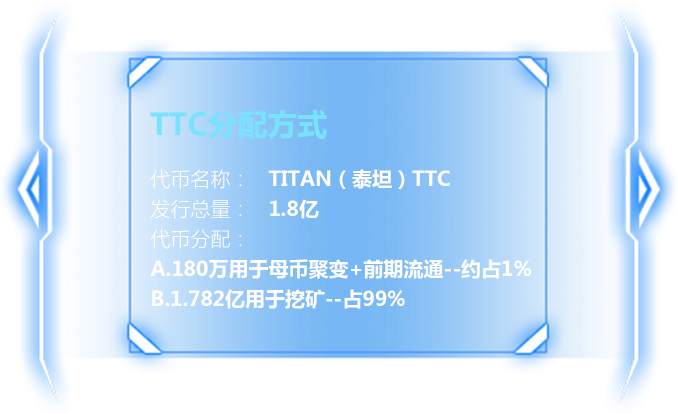 TTC分配方式
代币名称： TITAN（泰坦）TTC
发行总量： 1.8亿
代币分配：
A.180万用于母币聚变+前期流通--约占1%
B.1.782亿用于挖矿--占99%